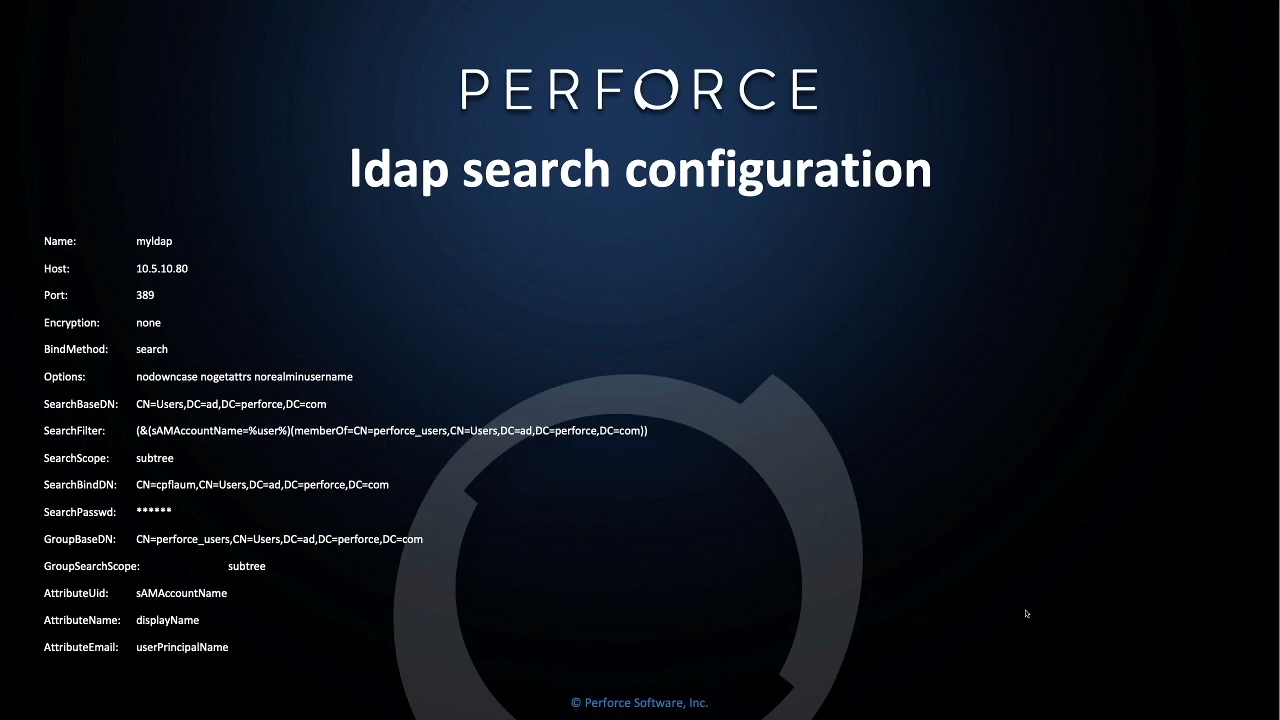 PERFORCE
ldap search configuration
Name: myldap
Host: 10.5.10.80
Port: 389
Encryption: none
BindMethod: search
Options: nodowncase nogetattrs norealminusername
SearchBaseDN: CN=Users,DC=ad,DC=perforce,DC=com
SearchFilter: (&(sAMAccountName=%user%)(memberOf=CN=perforce_users,CN=Users,DC=ad,DC=perforce,DC=com))
SearchScope: subtree
SearchBindDN: CN=cpflaum,CN=Users,DC=ad,DC=perforce,DC=com
SearchPasswd: ******
GroupBaseDN: CN=perforce_users,CN=Users,DC=ad,DC=perforce,DC=com
GroupSearchScope: subtree
AttributeUid: sAMAccountName
AttributeName: displayName
AttributeEmail: userPrincipalName
© Perforce Software, Inc.